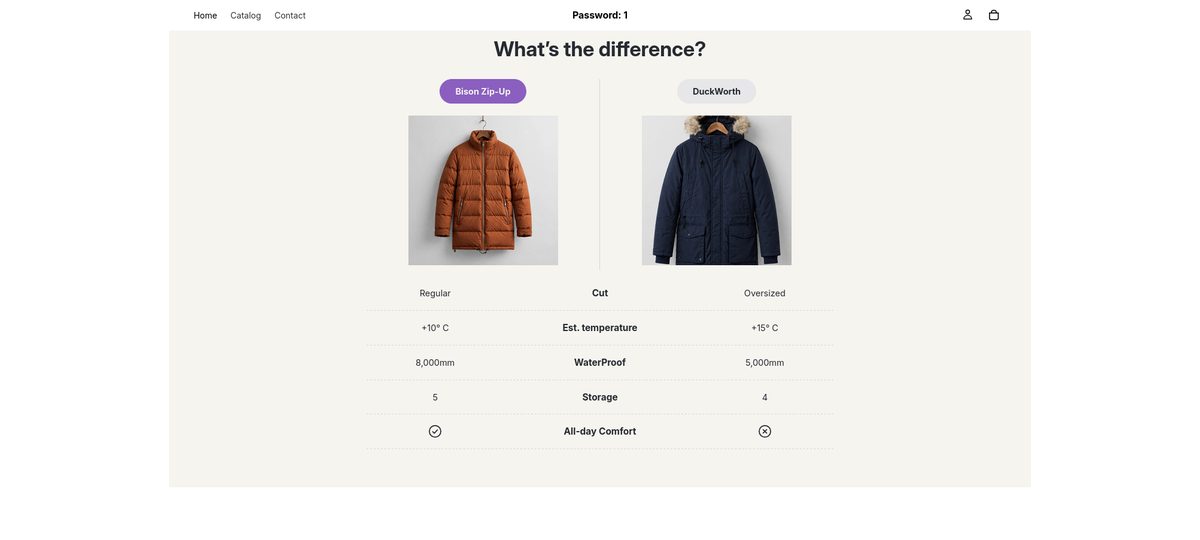 Home Catalog Contact Password: 1
What's the difference?
Bison Zip-Up DuckWorth
Regular Cut Oversized
+10° C Est. temperature +15° C
8,000mm WaterProof 5,000mm
5 Storage 4
All-day Comfort